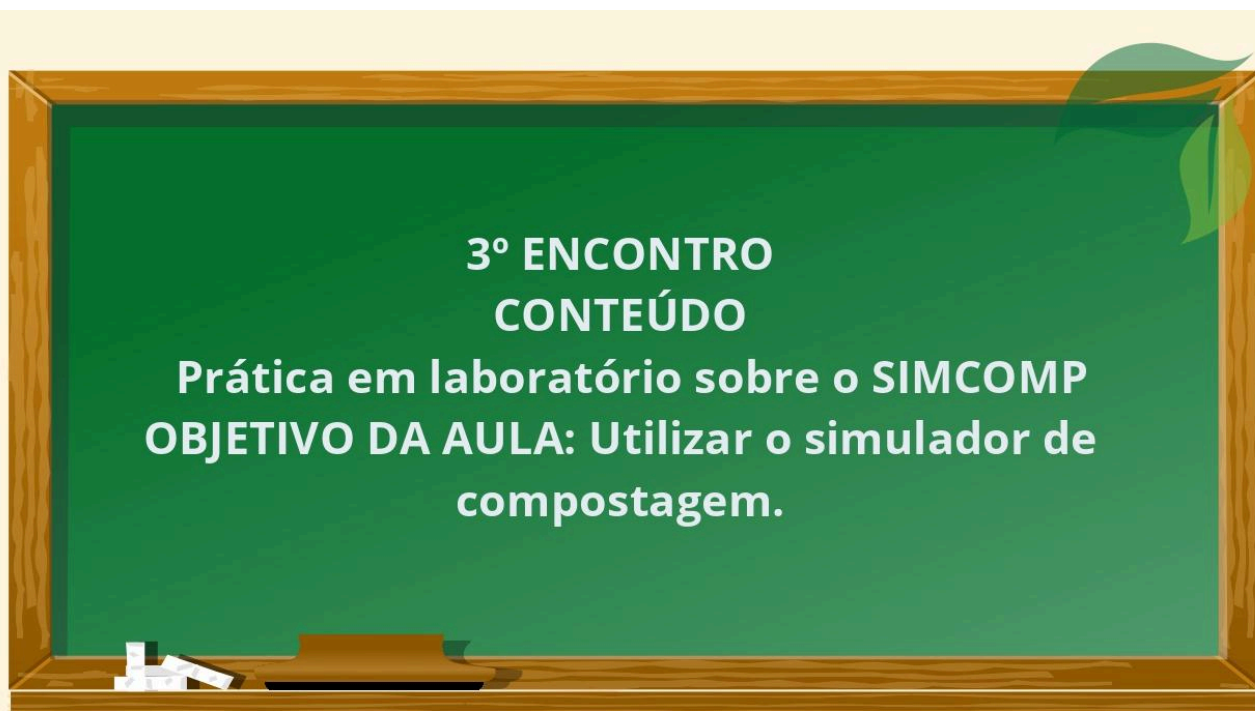 3º ENCONTRO
CONTEÚDO
Prática em laboratório sobre o SIMCOMP
OBJETIVO DA AULA: Utilizar o simulador de
compostagem.